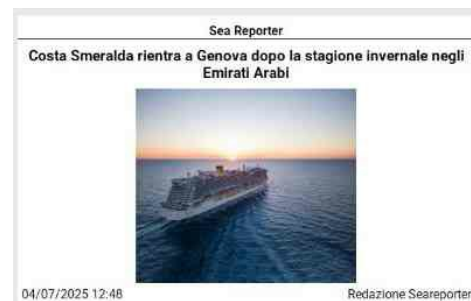 Sea Reporter
Costa Smeralda rientra a Genova dopo la stagione invernale negli
Emirati Arabi
04/07/2025 12:48
Redazione Seareporter